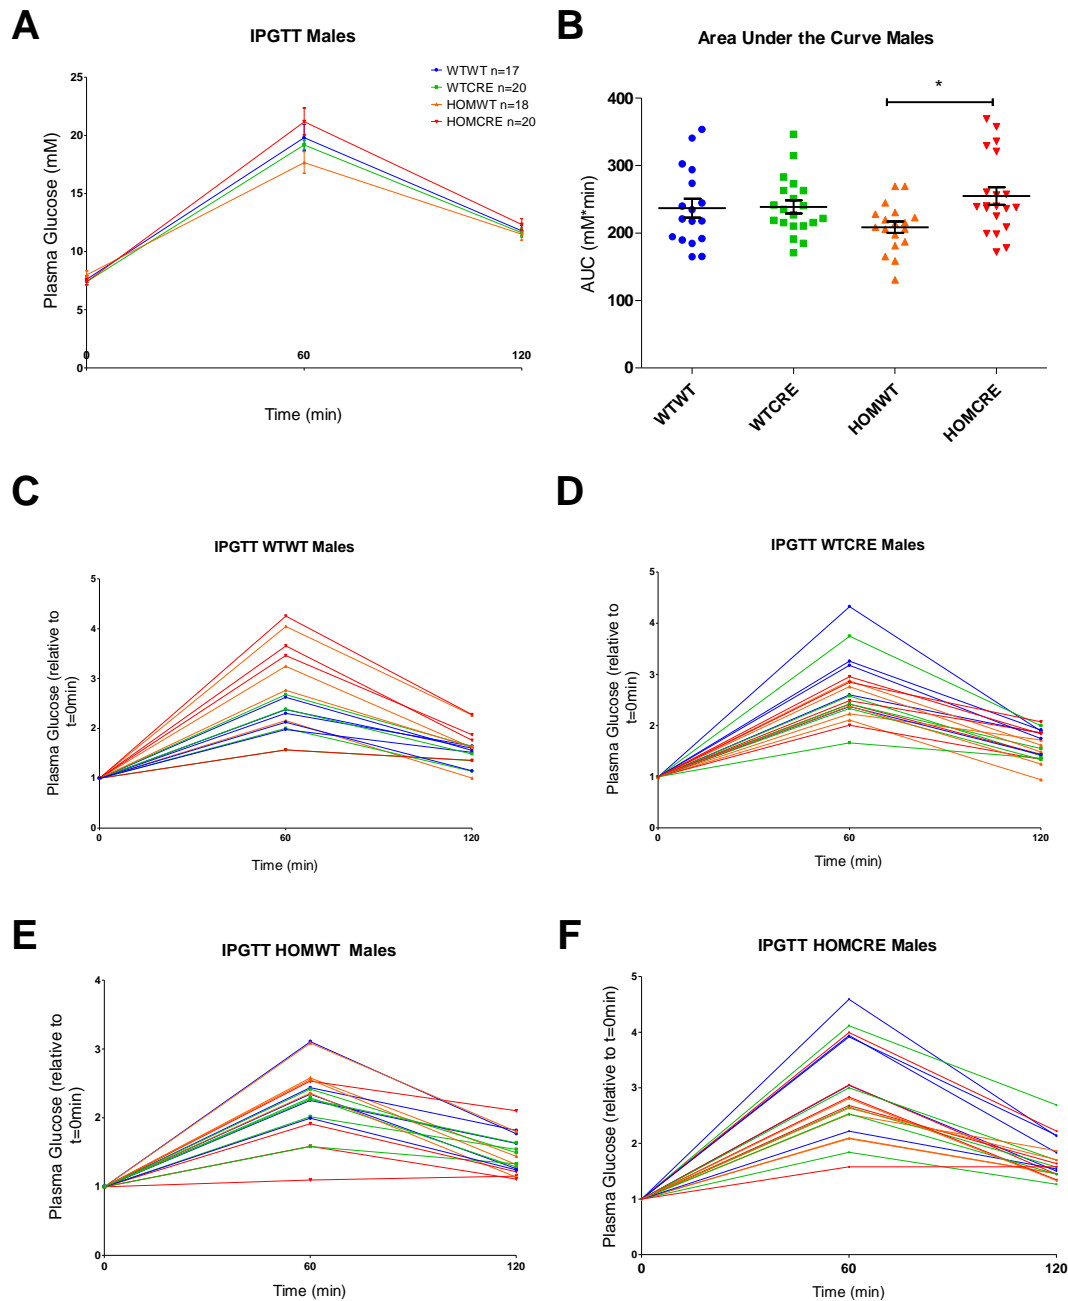 A
IPGTT Males
WTWT n=17
WTCRE n=20
HOMWT n=18
HOMCRE n=20
Plasma Glucose (mM)
25
20
15
10
5
0
0
60
120
Time (min)
B
Area Under the Curve Males
*
AUC (mM*min)
400
300
200
100
0
WTWT
WTCRE
HOMWT
HOMCRE
C
IPGTT WTWT Males
Plasma Glucose (relative to
t=0min)
5
4
3
2
1
0
0
60
120
Time (min)
D
IPGTT WTCRE Males
Plasma Glucose (relative to
t=0min)
5
4
3
2
1
0
0
60
120
Time (min)
E
IPGTT HOMWT Males
Plasma Glucose (relative to
t=0min)
4
3
2
1
0
0
60
120
Time (min)
F
IPGTT HOMCRE Males
Plasma Glucose (relative to t=0min)
5
4
3
2
1
0
0
60
120
Time (min)